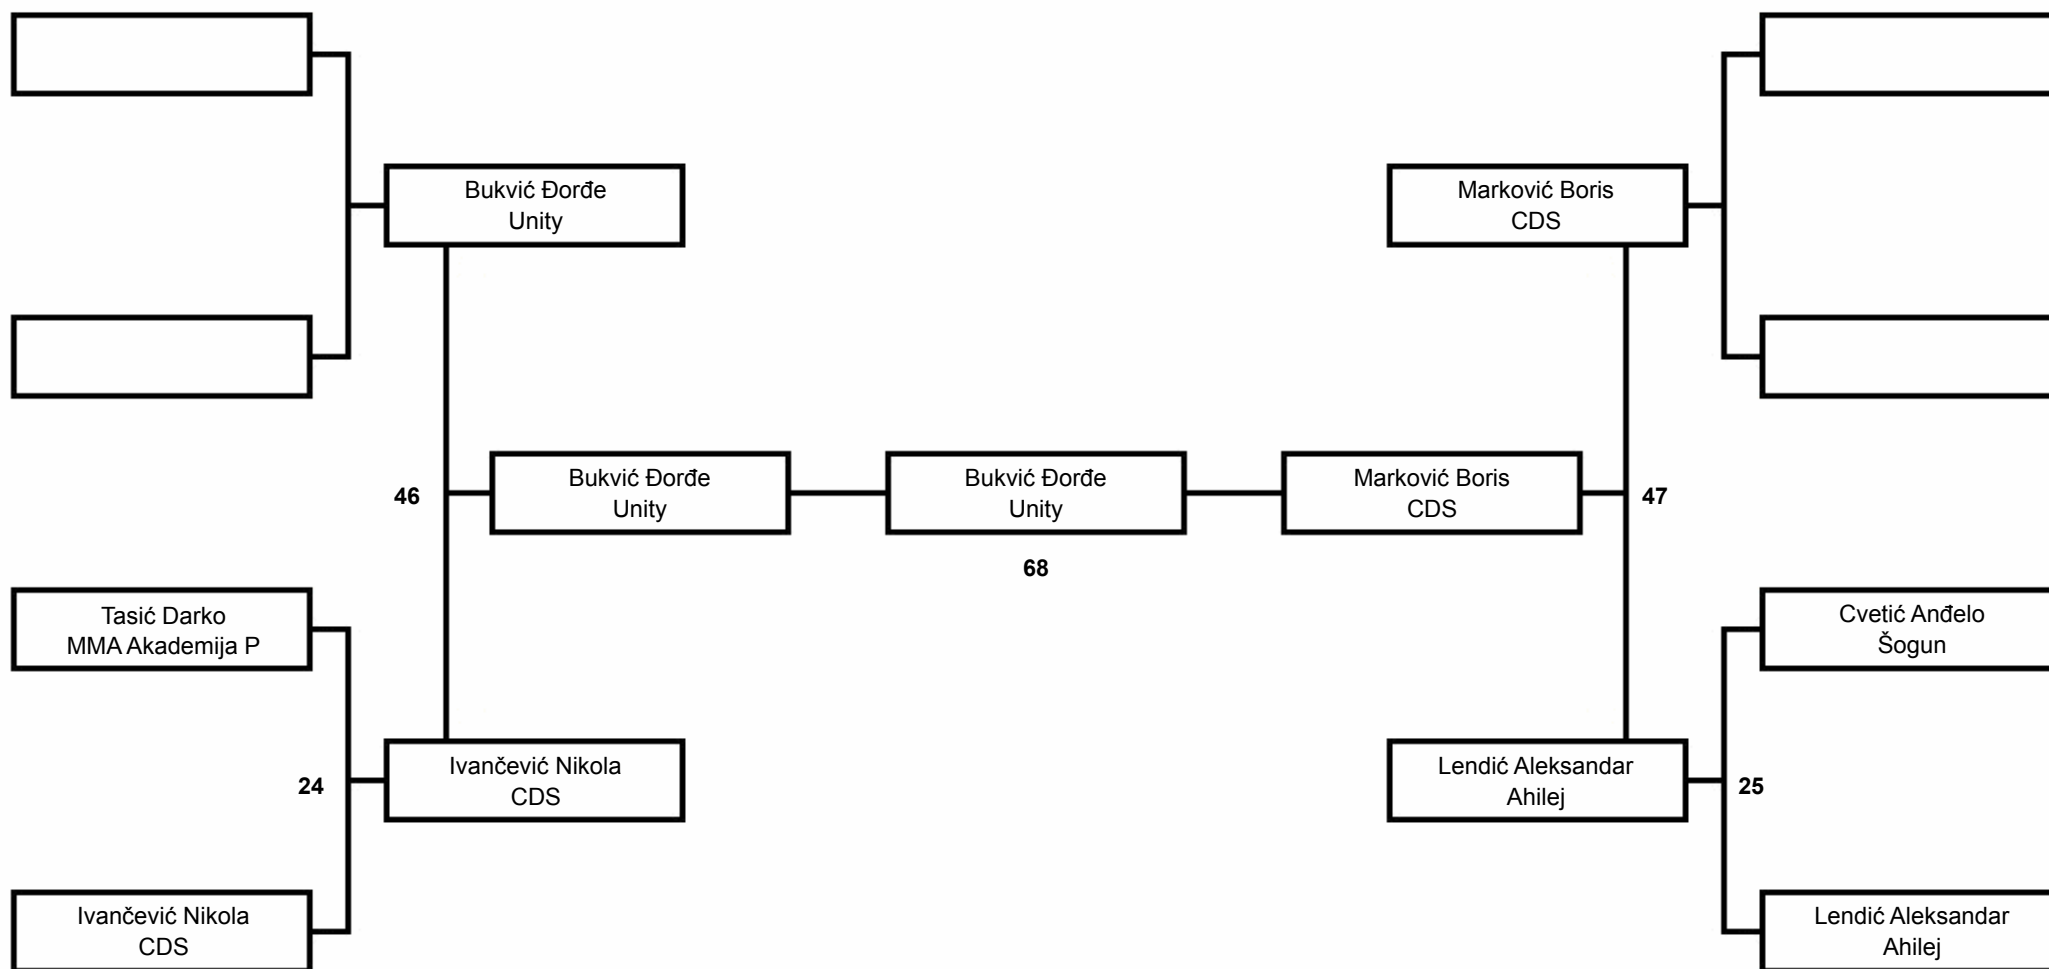 Bukvić Đorđe
Unity
Marković Boris
CDS
46
Bukvić Đorđe
Unity
Bukvić Đorđe
Unity
68
Marković Boris
CDS
47
Tasić Darko
MMA Akademija P
Cvetić Anđelo
Šogun
24
Ivančević Nikola
CDS
Lendić Aleksandar
Ahilej
25
Ivančević Nikola
CDS
Lendić Aleksandar
Ahilej